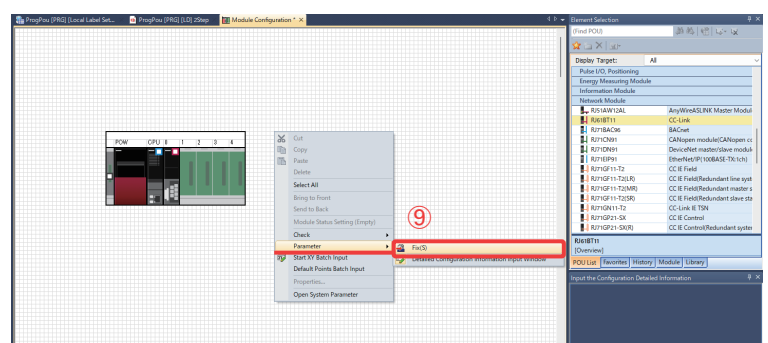 ProgPou [PRG] [Local Label Set...
ProgPou [PRG] [LD] 2Step
Module Configuration *
POW CPU 0 1 2 3 4
Cut
Copy
Paste
Delete
Select All
Bring to Front
Send to Back
Module Status Setting (Empty)
Check
Parameter
Start XY Batch Input
Default Points Batch Input
Properties...
Open System Parameter
⑨
Fix(S)
Detailed Configuration Information Input Window
Element Selection
(Find POU)
Display Target: All
Pulse I/O, Positioning
Energy Measuring Module
Information Module
Network Module
RJ51AW12AL AnyWireASLINK Master Modul
RJ61BT11 CC-Link
RJ71BAC96 BACnet
RJ71CN91 CANopen module(CANopen co
RJ71DN91 DeviceNet master/slave modul
RJ71EIP91 EtherNet/IP(100BASE-TX:1ch)
RJ71GF11-T2 CC IE Field
RJ71GF11-T2(LR) CC IE Field(Redundant line syst
RJ71GF11-T2(MR) CC IE Field(Redundant master s
RJ71GF11-T2(SR) CC IE Field(Redundant slave sta
RJ71GN11-T2 CC-Link IE TSN
RJ71GP21-SX CC IE Control
RJ71GP21-SX(R) CC IE Control(Redundant syster
RJ61BT11
[Overview]
POU List Favorites History Module Library
Input the Configuration Detailed Information